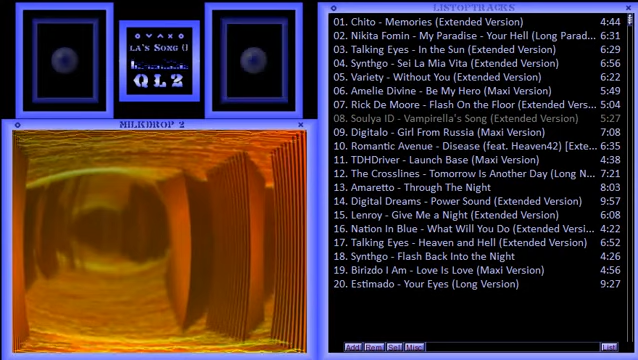 LISTOFTRACKS
LA'S SONG (
QL2
MILKDROP 2
01. Chito - Memories (Extended Version) 4:44
02. Nikita Fomin - My Paradise - Your Hell (Long Parad... 6:31
03. Talking Eyes - In the Sun (Extended Version) 6:29
04. Synthgo - Sei La Mia Vita (Extended Version) 6:56
05. Variety - Without You (Extended Version) 6:22
06. Amelie Divine - Be My Hero (Maxi Version) 5:49
07. Rick De Moore - Flash On the Floor (Extended Vers... 5:04
08. Soulya ID - Vampirella's Song (Extended Version) 5:27
09. Digitalo - Girl From Russia (Maxi Version) 7:08
10. Romantic Avenue - Disease (feat. Heaven42) [Exte... 6:35
11. TDHDriver - Launch Base (Maxi Version) 4:38
12. The Crosslines - Tomorrow Is Another Day (Long N... 7:21
13. Amaretto - Through The Night 8:03
14. Digital Dreams - Power Sound (Extended Version) 9:57
15. Lenroy - Give Me a Night (Extended Version) 6:08
16. Nation In Blue - What Will You Do (Extended Versi... 4:22
17. Talking Eyes - Heaven and Hell (Extended Version) 6:52
18. Synthgo - Flash Back Into the Night 4:26
19. Birizdo I Am - Love Is Love (Maxi Version) 4:56
20. Estimado - Your Eyes (Long Version) 9:27
Add Rem Sel Misc List